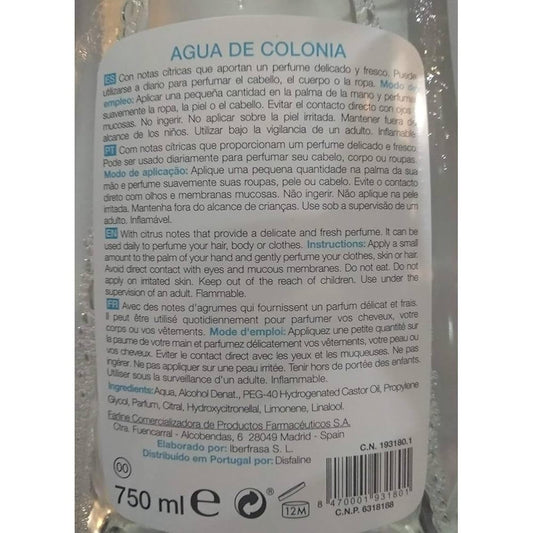 AGUA DE COLONIA
ES Con notas cítricas que aportan un perfume delicado y fresco. Puede
utilizarse a diario para perfumar el cabello, el cuerpo o la ropa. Modo de
empleo: Aplicar una pequeña cantidad en la palma de la mano y perfumar
suavemente la ropa, la piel o el cabello. Evitar el contacto directo con ojos y
mucosas. No ingerir. No aplicar sobre la piel irritada. Mantener fuera del
alcance de los niños. Utilizar bajo la vigilancia de un adulto. Inflamable.
PT Com notas cítricas que proporcionam um perfume delicado e fresco.
Pode ser usado diariamente para perfumar seu cabelo, corpo ou roupas.
Modo de aplicação: Aplique uma pequena quantidade na palma da sua
mão e perfume suavemente suas roupas, pele ou cabelo. Evite o contacto
direto com olhos e membranas mucosas. Não ingerir. Não aplique na pele
irritada. Mantenha fora do alcance de crianças. Use sob a supervisão de um
adulto. Inflamável.
EN With citrus notes that provide a delicate and fresh perfume. It can be
used daily to perfume your hair, body or clothes. Instructions: Apply a small
amount to the palm of your hand and gently perfume your clothes, skin or hair.
Avoid direct contact with eyes and mucous membranes. Do not eat. Do not
apply on irritated skin. Keep out of the reach of children. Use under the
supervision of an adult. Flammable.
FR Avec des notes d'agrumes qui fournissent un parfum délicat et frais.
Il peut être utilisé quotidiennement pour perfumer vos cheveux, votre
corps ou vos vêtements. Mode d'emploi: Appliquez une petite quantité sur
la paume de votre main et parfumez délicatement vos vêtements, votre peau ou
vos cheveux. Eviter le contact direct avec les yeux et les muqueuses. Ne pas
ingérer. Ne pas appliquer sur une peau irritée. Tenir hors de portée des enfants.
Utiliser sous la surveillance d'un adulte. Inflammable.
Ingredients: Aqua, Alcohol Denat., PEG-40 Hydrogenated Castor Oil, Propylene
Glycol, Parfum, Citral, Hydroxycitronellal, Limonene, Linalool.
Farline Comercializadora de Productos Farmacéuticos S.A.
Ctra. Fuencarral - Alcobendas, 6 28049 Madrid - Spain
Elaborado por: Iberfrasa S. L.
Distribuído em Portugal por: Disfaline
C.N. 193180.1
8 470001 931801
C.N.P. 6318188
00
750 ml e ® 12M